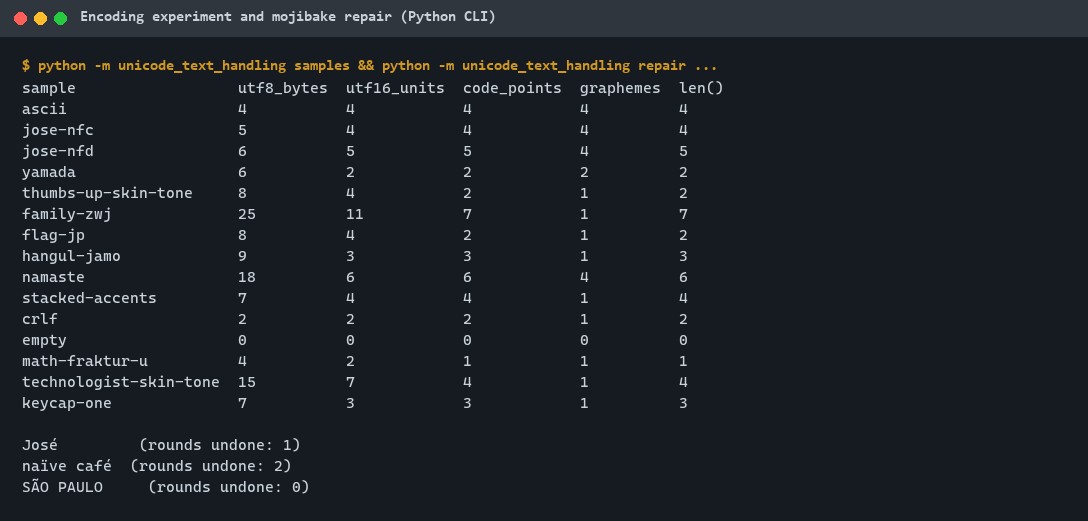 Encoding experiment and mojibake repair (Python CLI)
$ python -m unicode_text_handling samples && python -m unicode_text_handling repair ...
sample utf8_bytes utf16_units code_points graphemes len()
ascii 4 4 4 4 4
jose-nfc 5 4 4 4 4
jose-nfd 6 5 5 4 5
yamada 6 2 2 2 2
thumbs-up-skin-tone 8 4 2 1 2
family-zwj 25 11 7 1 7
flag-jp 8 4 2 1 2
hangul-jamo 9 3 3 1 3
namaste 18 6 6 4 6
stacked-accents 7 4 4 1 4
crlf 2 2 2 1 2
empty 0 0 0 0 0
math-fraktur-u 4 2 1 1 1
technologist-skin-tone 15 7 4 1 4
keycap-one 7 3 3 1 3
José (rounds undone: 1)
naïve café (rounds undone: 2)
SÃO PAULO (rounds undone: 0)